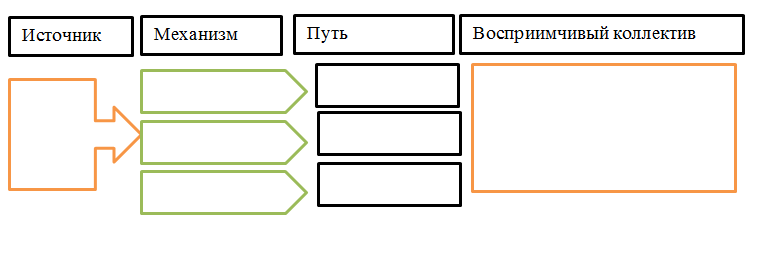 Источник
Механизм
Путь
Восприимчивый коллектив